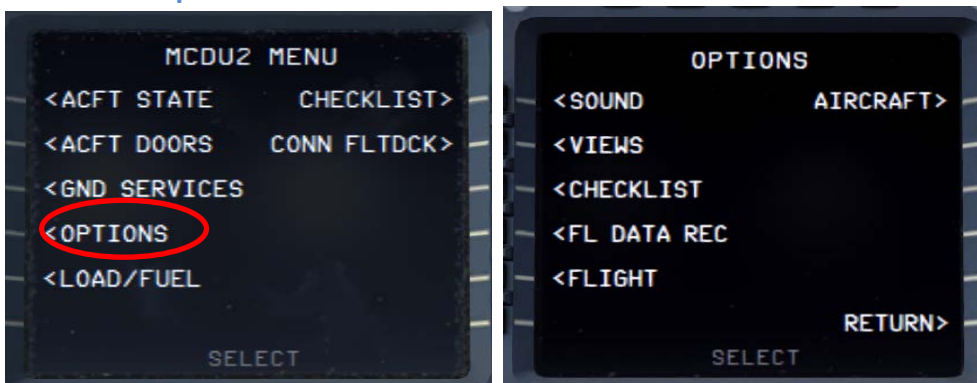 MCDU2 MENU
<ACFT STATE CHECKLIST>
<ACFT DOORS CONN FLTDCK>
<GND SERVICES
<OPTIONS
<LOAD/FUEL
SELECT
OPTIONS
<SOUND AIRCRAFT>
<VIEWS
<CHECKLIST
<FL DATA REC
<FLIGHT
RETURN>
SELECT